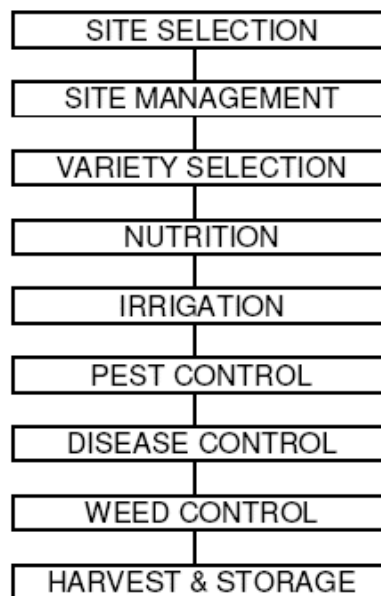 SITE SELECTION
SITE MANAGEMENT
VARIETY SELECTION
NUTRITION
IRRIGATION
PEST CONTROL
DISEASE CONTROL
WEED CONTROL
HARVEST & STORAGE